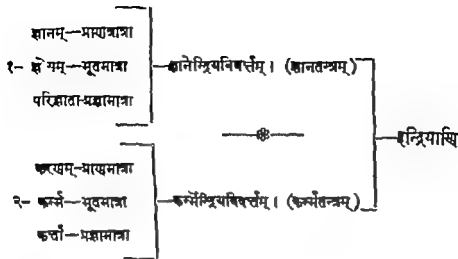 ज्ञानम्—प्राणमात्रा
१- ज्ञेयम्—भूतमात्रा —ज्ञानेन्द्रियविवर्त्तम्। (ज्ञानतन्त्रम्)
परिज्ञाता-प्रज्ञामात्रा
—इन्द्रियाणि
करणम्—प्राणमात्रा
२- कर्म्म—भूतमात्रा —कर्म्मेन्द्रियविवर्त्तम्। (कर्म्मतन्त्रम्)
कर्त्ता—प्रज्ञामात्रा